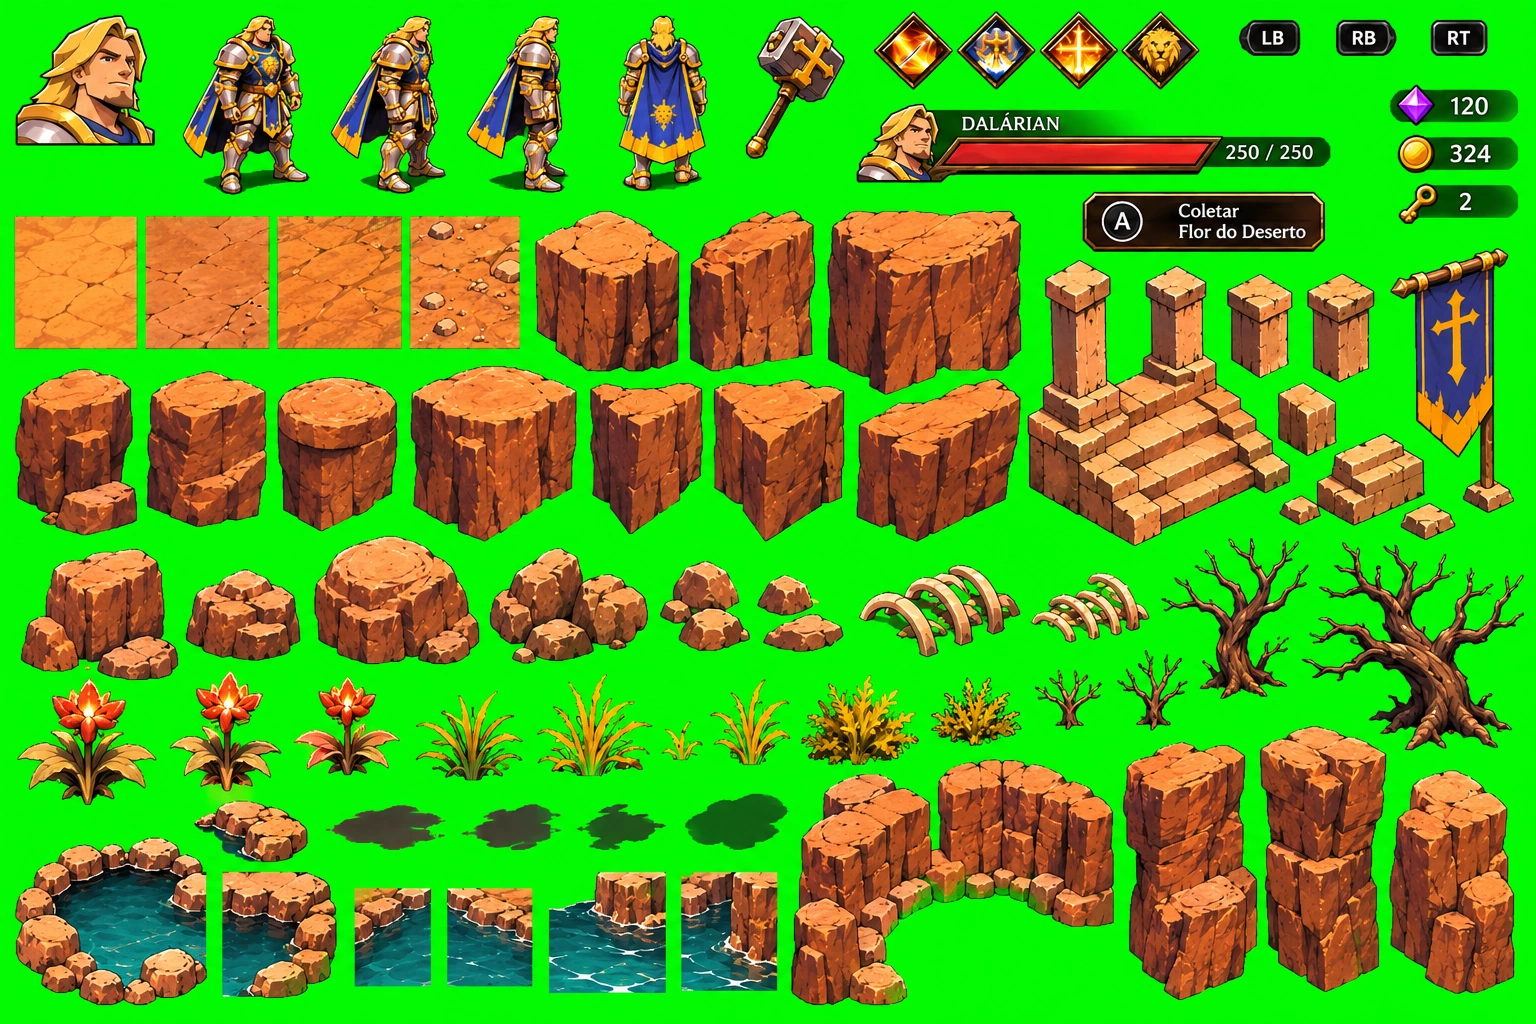 LB
RB
RT
120
DALÁRIAN
250 / 250
324
2
A
Coletar
Flor do Deserto